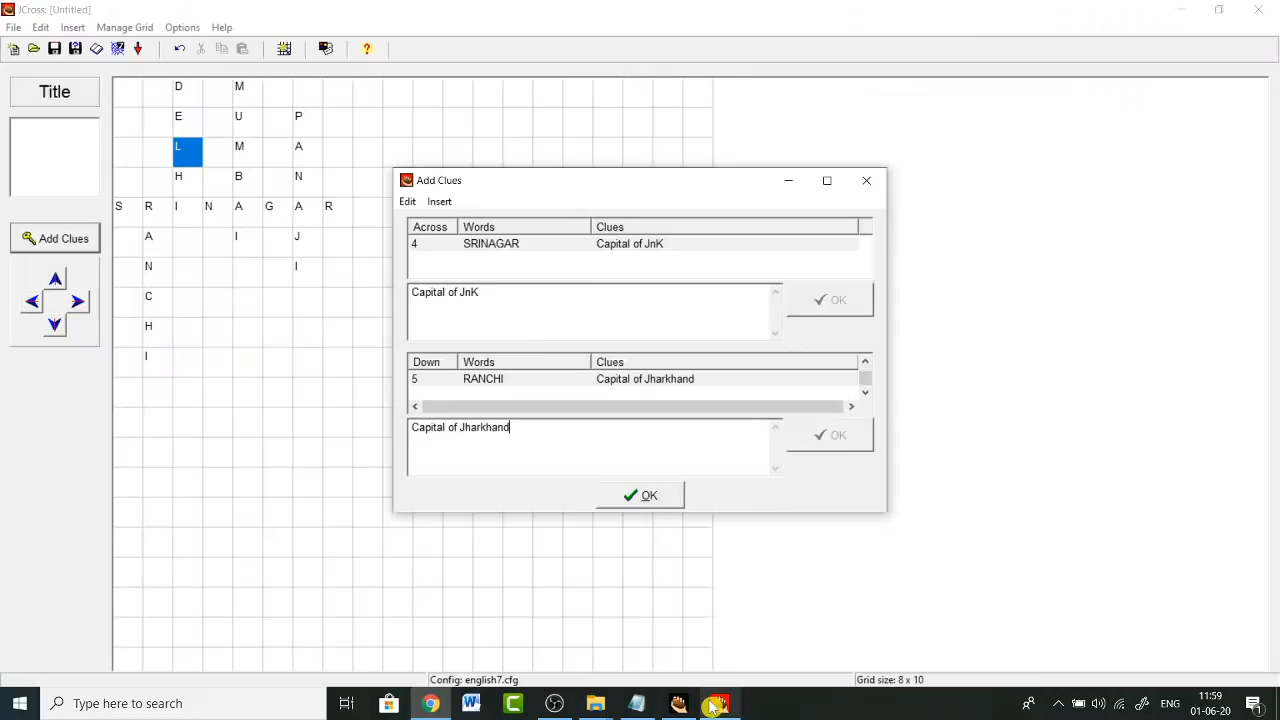 JCross: [Untitled]
File Edit Insert Manage Grid Options Help
Title
D M
E U P
L M A
H B N
S R I N A G A R
A I J
N I
C
H
I
Add Clues
Add Clues
Edit Insert
Across Words Clues
4 SRINAGAR Capital of JnK
Capital of JnK
OK
Down Words Clues
5 RANCHI Capital of Jharkhand
Capital of Jharkhand
OK
OK
Config: english7.cfg Grid size: 8 x 10
Type here to search
ENG
11:59
01-06-20